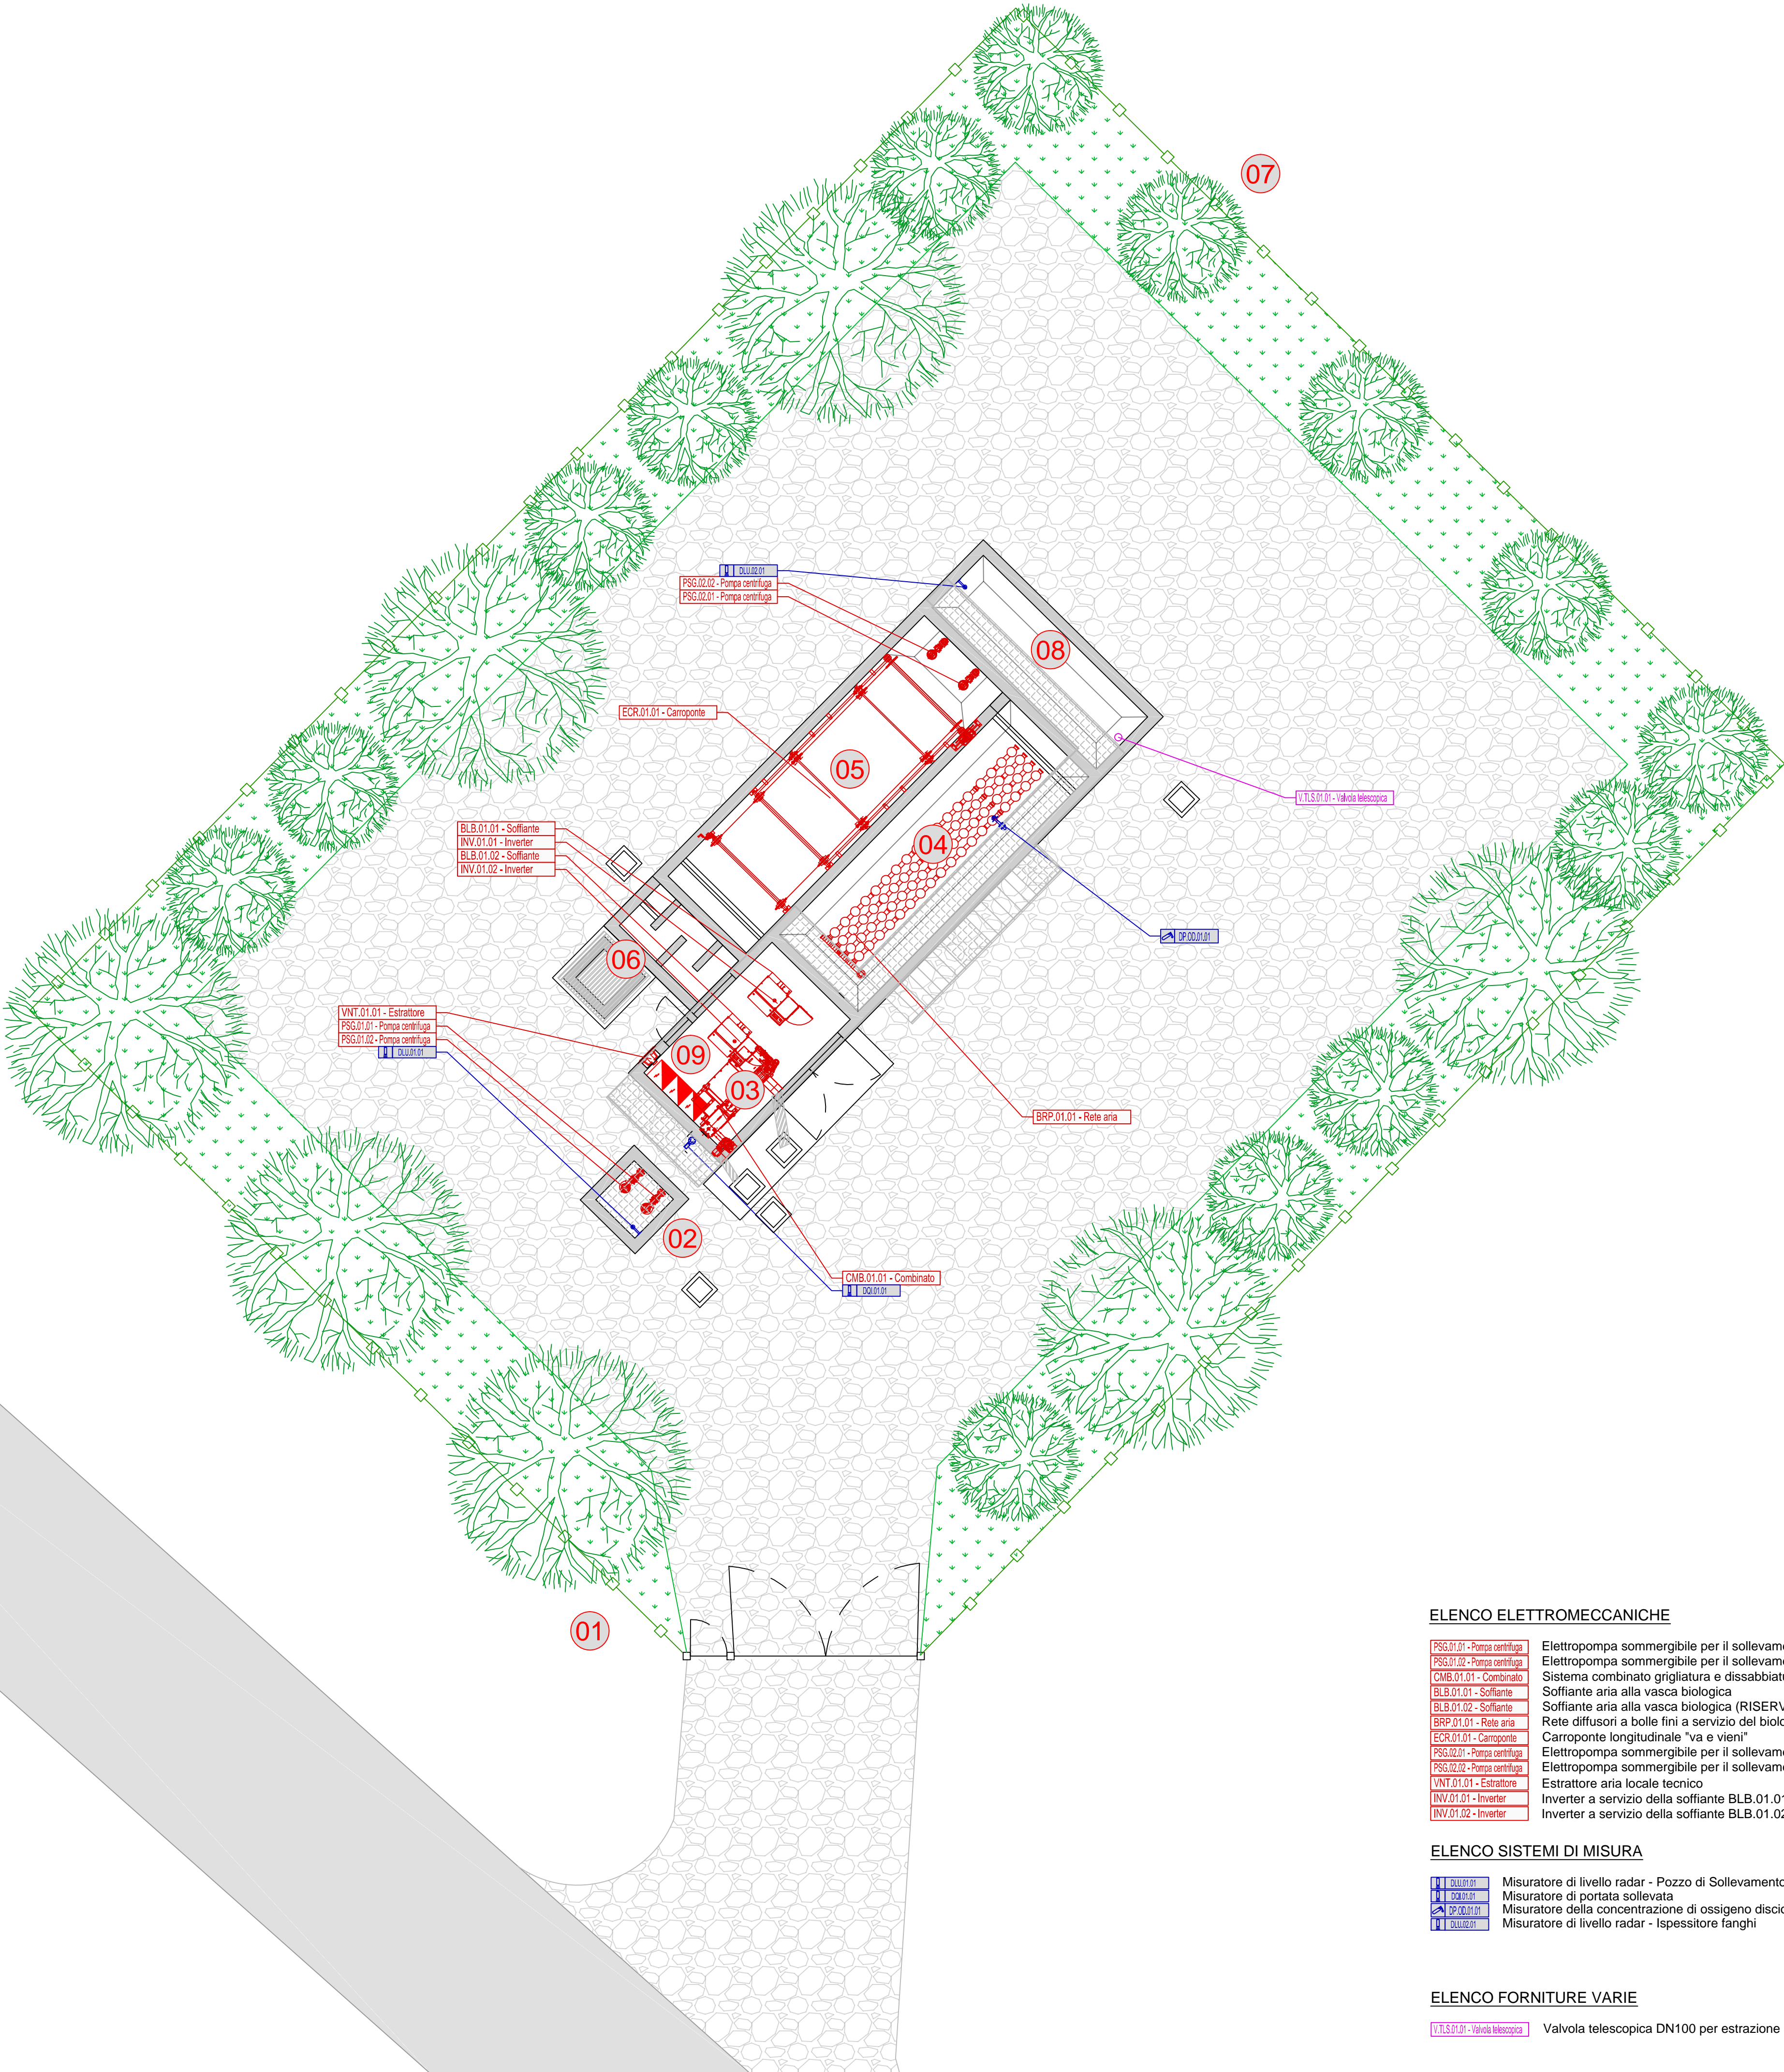 07
DLU.02.01
PSG.02.02 - Pompa centrifuga
PSG.02.01 - Pompa centrifuga
08
ECR.01.01 - Carroponte
05
V.TLS.01.01 - Valvola telescopica
BLB.01.01 - Soffiante
INV.01.01 - Inverter
BLB.01.02 - Soffiante
INV.01.02 - Inverter
04
DP.OD.01.01
06
VNT.01.01 - Estrattore
PSG.01.01 - Pompa centrifuga
PSG.01.02 - Pompa centrifuga
DLU.01.01
09
03
BRP.01.01 - Rete aria
02
CMB.01.01 - Combinato
DQI.01.01
01
ELENCO ELETTROMECCANICHE
PSG.01.01 - Pompa centrifuga Elettropompa sommergibile per il sollevam
PSG.01.02 - Pompa centrifuga Elettropompa sommergibile per il sollevam
CMB.01.01 - Combinato Sistema combinato grigliatura e dissabbiat
BLB.01.01 - Soffiante Soffiante aria alla vasca biologica
BLB.01.02 - Soffiante Soffiante aria alla vasca biologica (RISERV
BRP.01.01 - Rete aria Rete diffusori a bolle fini a servizio del biolo
ECR.01.01 - Carroponte Carroponte longitudinale "va e vieni"
PSG.02.01 - Pompa centrifuga Elettropompa sommergibile per il sollevam
PSG.02.02 - Pompa centrifuga Elettropompa sommergibile per il sollevam
VNT.01.01 - Estrattore Estrattore aria locale tecnico
INV.01.01 - Inverter Inverter a servizio della soffiante BLB.01.01
INV.01.02 - Inverter Inverter a servizio della soffiante BLB.01.02
ELENCO SISTEMI DI MISURA
DLU.01.01 Misuratore di livello radar - Pozzo di Sollevamento
DQI.01.01 Misuratore di portata sollevata
DP.OD.01.01 Misuratore della concentrazione di ossigeno discio
DLU.02.01 Misuratore di livello radar - Ispessitore fanghi
ELENCO FORNITURE VARIE
V.TLS.01.01 - Valvola telescopica Valvola telescopica DN100 per estrazione